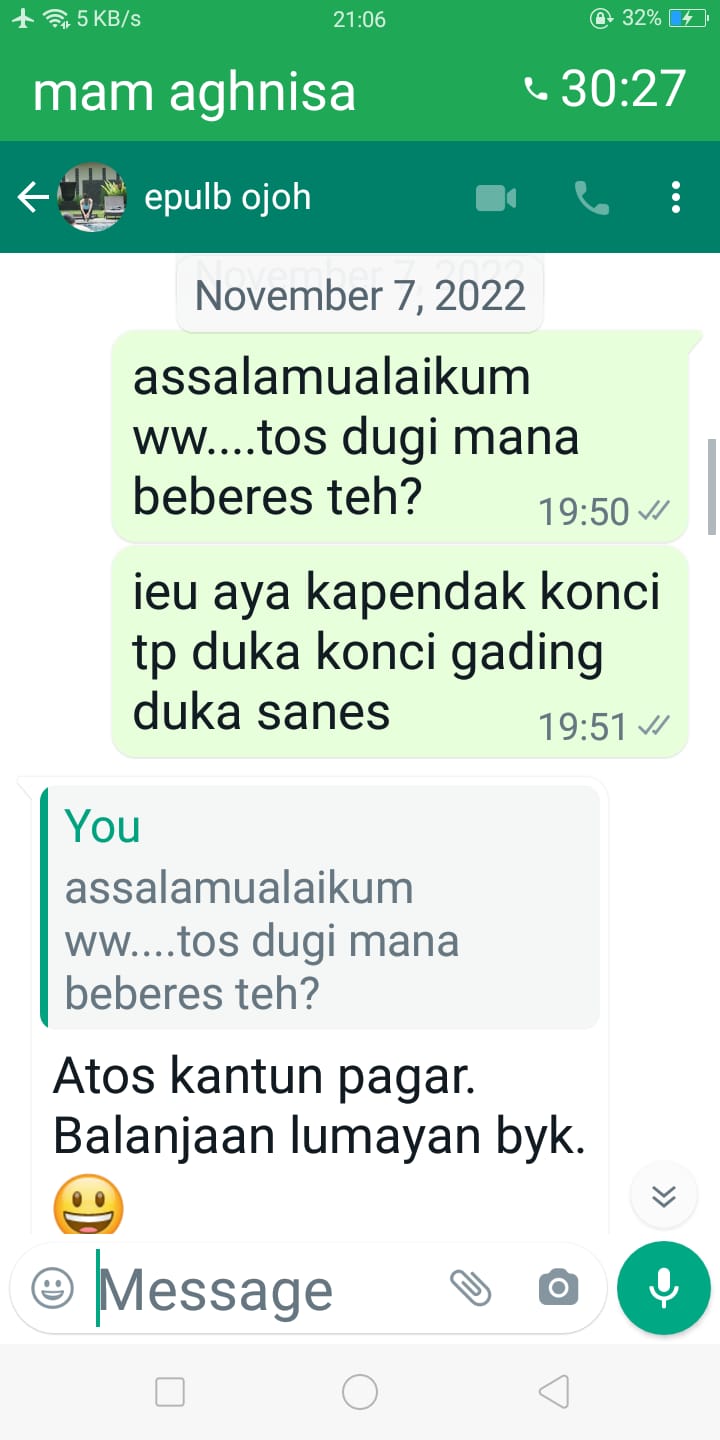 5 KB/s 21:06 32%
mam aghnisa 30:27
epulb ojoh
November 7, 2022
assalamualaikum
ww....tos dugi mana
beberes teh? 19:50
ieu aya kapendak konci
tp duka konci gading
duka sanes 19:51
You
assalamualaikum
ww....tos dugi mana
beberes teh?
Atos kantun pagar.
Balanjaan lumayan byk.
😃
Message